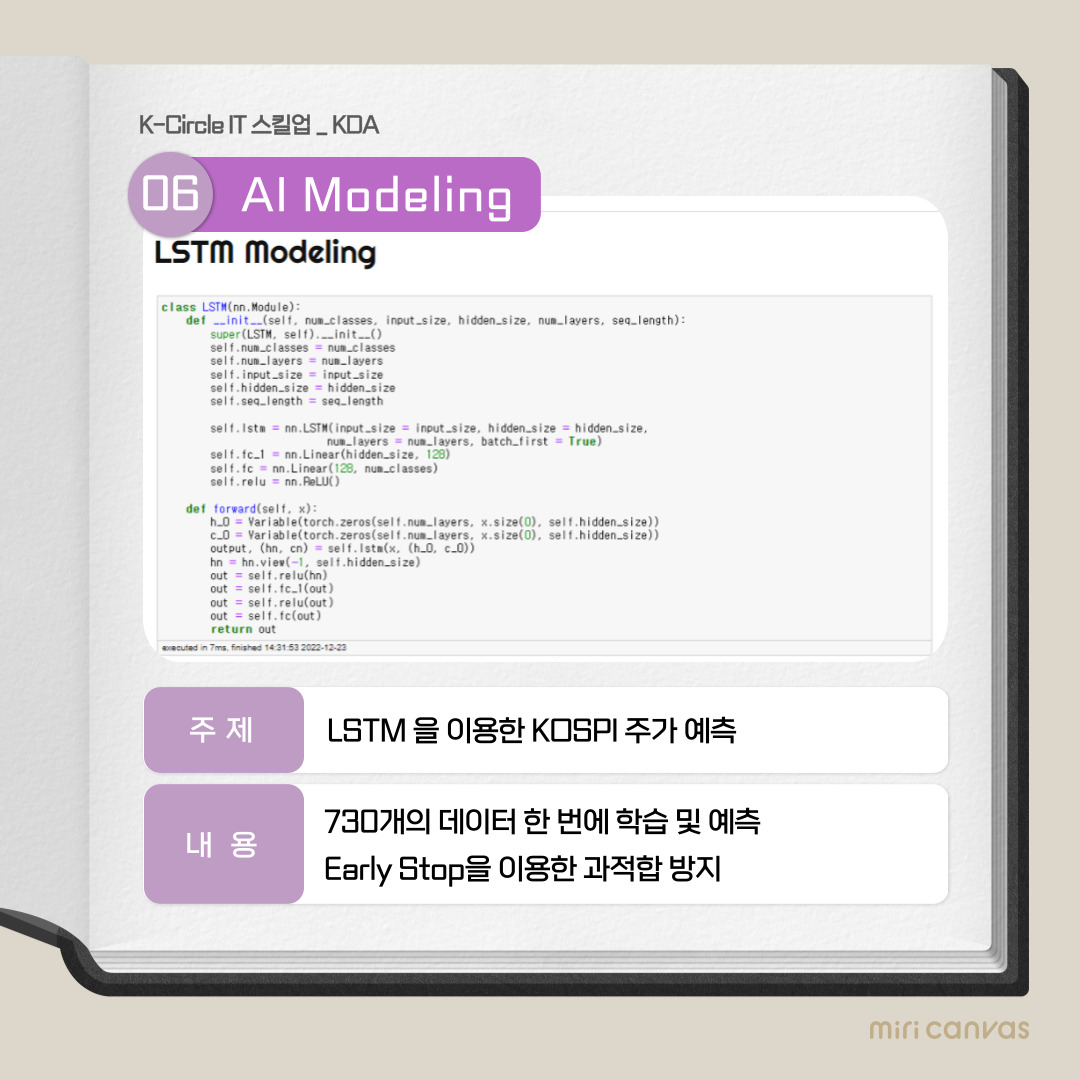 K-Circle IT 스킬업 _ KDA
06 AI Modeling
LSTM Modeling
class LSTM(nn.Module):
    def __init__(self, num_classes, input_size, hidden_size, num_layers, seq_length):
        super(LSTM, self).__init__()
        self.num_classes = num_classes
        self.num_layers = num_layers
        self.input_size = input_size
        self.hidden_size = hidden_size
        self.seq_length = seq_length
        self.lstm = nn.LSTM(input_size = input_size, hidden_size = hidden_size,
                            num_layers = num_layers, batch_first = True)
        self.fc_1 = nn.Linear(hidden_size, 128)
        self.fc = nn.Linear(128, num_classes)
        self.relu = nn.ReLU()
    def forward(self, x):
        h_0 = Variable(torch.zeros(self.num_layers, x.size(0), self.hidden_size))
        c_0 = Variable(torch.zeros(self.num_layers, x.size(0), self.hidden_size))
        output, (hn, cn) = self.lstm(x, (h_0, c_0))
        hn = hn.view(-1, self.hidden_size)
        out = self.relu(hn)
        out = self.fc_1(out)
        out = self.relu(out)
        out = self.fc(out)
        return out
executed in 7ms, finished 14:31:53 2022-12-23
주 제
LSTM 을 이용한 KOSPI 주가 예측
내 용
730개의 데이터 한 번에 학습 및 예측
Early Stop을 이용한 과적합 방지
miri canvas